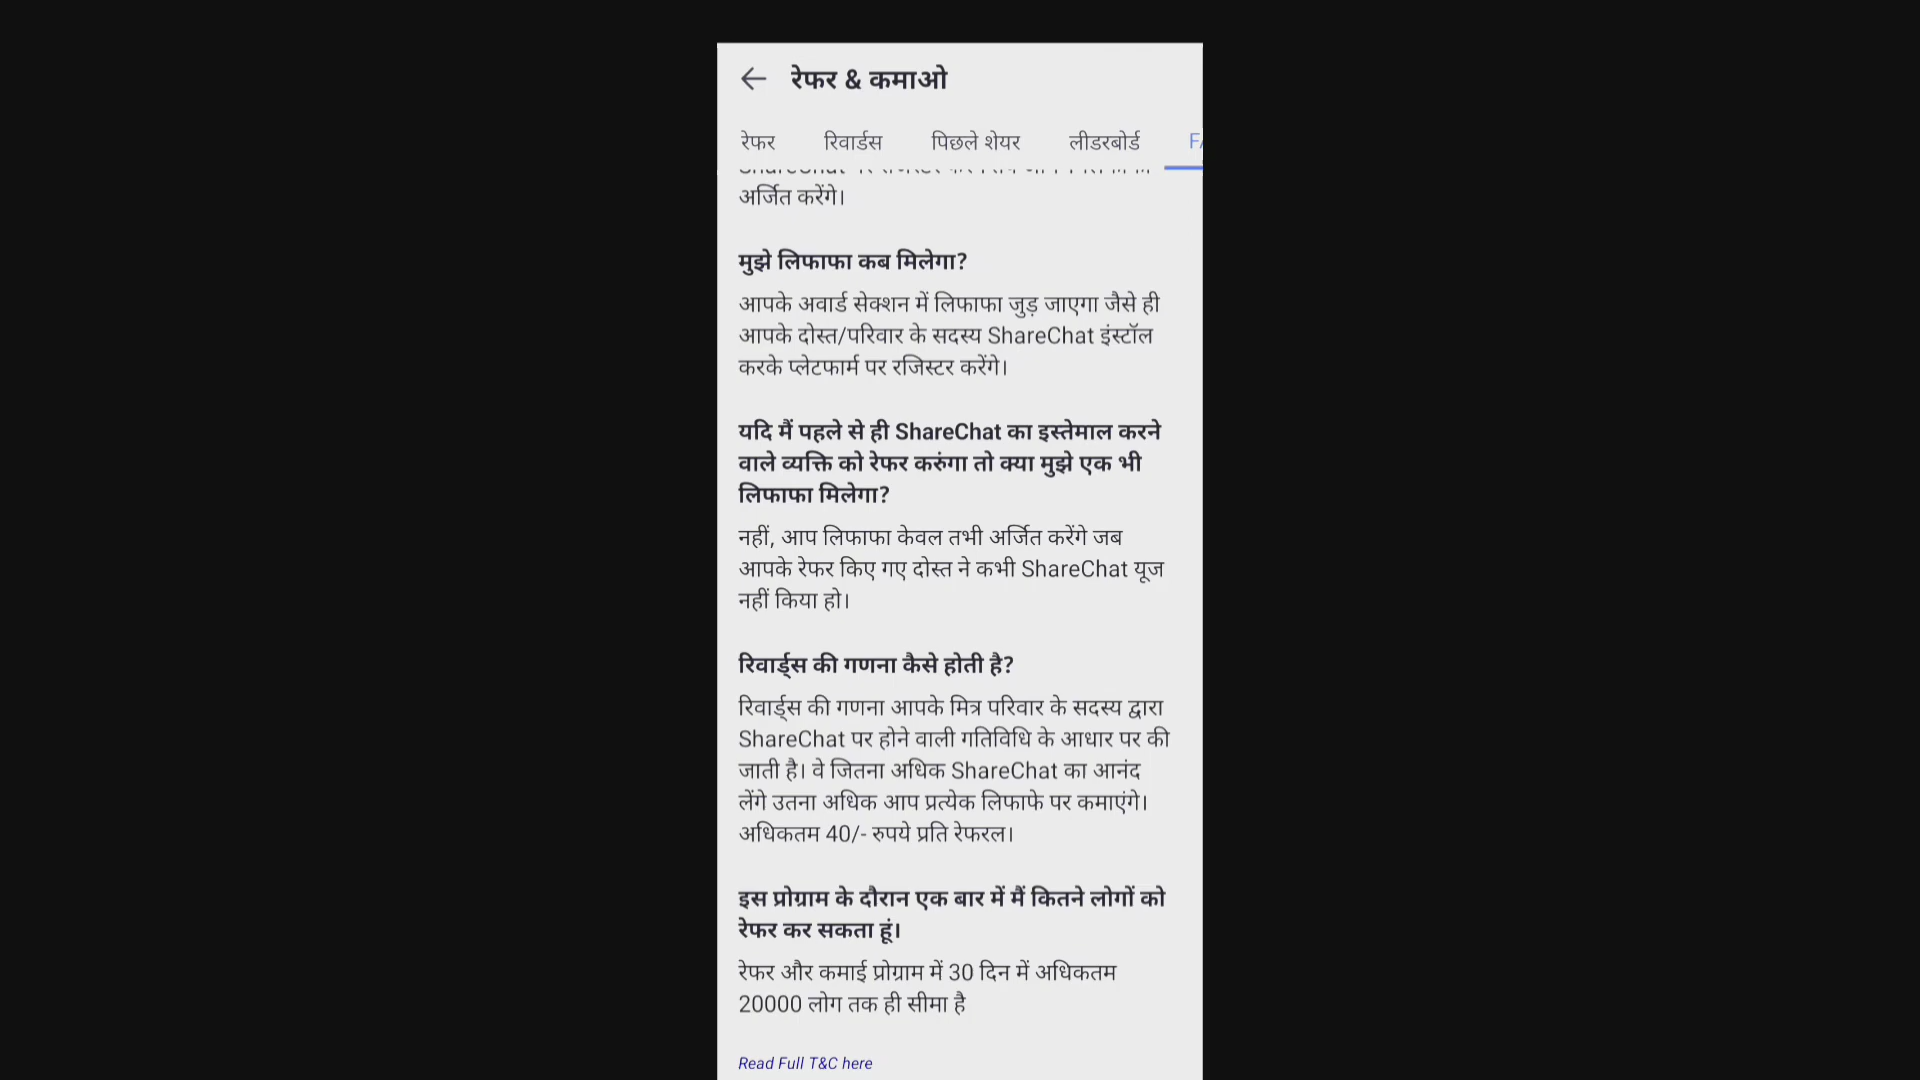 रेफर & कमाओ
रेफर रिवार्डस पिछले शेयर लीडरबोर्ड
ShareChat पर
अर्जित करेंगे।
मुझे लिफाफा कब मिलेगा?
आपके अवार्ड सेक्शन में लिफाफा जुड़ जाएगा जैसे ही
आपके दोस्त/परिवार के सदस्य ShareChat इंस्टॉल
करके प्लेटफार्म पर रजिस्टर करेंगे।
यदि मैं पहले से ही ShareChat का इस्तेमाल करने
वाले व्यक्ति को रेफर करुंगा तो क्या मुझे एक भी
लिफाफा मिलेगा?
नहीं, आप लिफाफा केवल तभी अर्जित करेंगे जब
आपके रेफर किए गए दोस्त ने कभी ShareChat यूज
नहीं किया हो।
रिवार्ड्स की गणना कैसे होती है?
रिवार्ड्स की गणना आपके मित्र परिवार के सदस्य द्वारा
ShareChat पर होने वाली गतिविधि के आधार पर की
जाती है। वे जितना अधिक ShareChat का आनंद
लेंगे उतना अधिक आप प्रत्येक लिफाफे पर कमाएंगे।
अधिकतम 40/- रुपये प्रति रेफरल।
इस प्रोग्राम के दौरान एक बार में मैं कितने लोगों को
रेफर कर सकता हूं।
रेफर और कमाई प्रोग्राम में 30 दिन में अधिकतम
20000 लोग तक ही सीमा है
Read Full T&C here